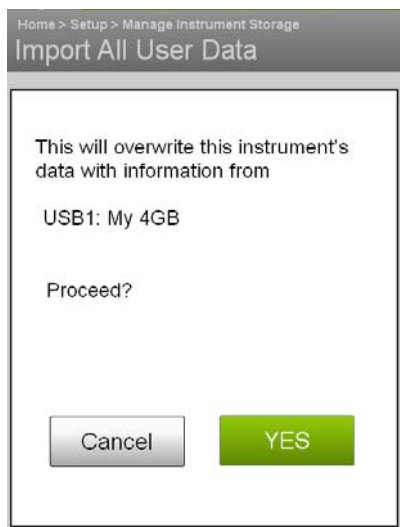 Home > Setup > Manage Instrument Storage
Import All User Data
This will overwrite this instrument's
data with information from
USB1: My 4GB
Proceed?
Cancel
YES